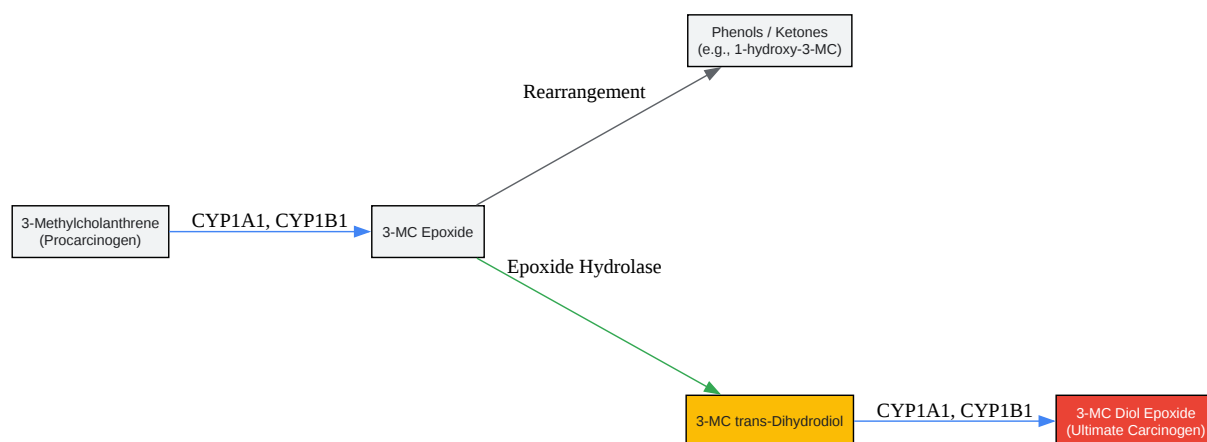 Phenols / Ketones
(e.g., 1-hydroxy-3-MC)
Rearrangement
3-Methylcholanthrene
(Procarcinogen)
CYP1A1, CYP1B1
3-MC Epoxide
Epoxide Hydrolase
3-MC trans-Dihydrodiol
CYP1A1, CYP1B1
3-MC Diol Epoxide
(Ultimate Carcinogen)